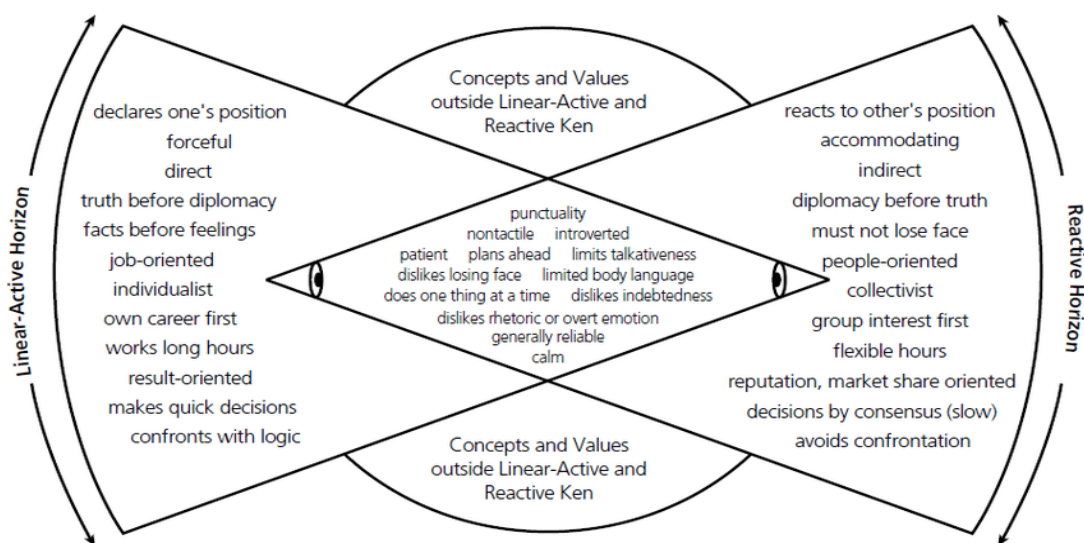 Concepts and Values
outside Linear-Active and
Reactive Ken
Linear-Active Horizon
declares one's position
forceful
direct
truth before diplomacy
facts before feelings
job-oriented
individualist
own career first
works long hours
result-oriented
makes quick decisions
confronts with logic
punctuality
nontactile introverted
patient plans ahead limits talkativeness
dislikes losing face limited body language
does one thing at a time dislikes indebtedness
dislikes rhetoric or overt emotion
generally reliable
calm
reacts to other's position
accommodating
indirect
diplomacy before truth
must not lose face
people-oriented
collectivist
group interest first
flexible hours
reputation, market share oriented
decisions by consensus (slow)
avoids confrontation
Reactive Horizon
Concepts and Values
outside Linear-Active and
Reactive Ken